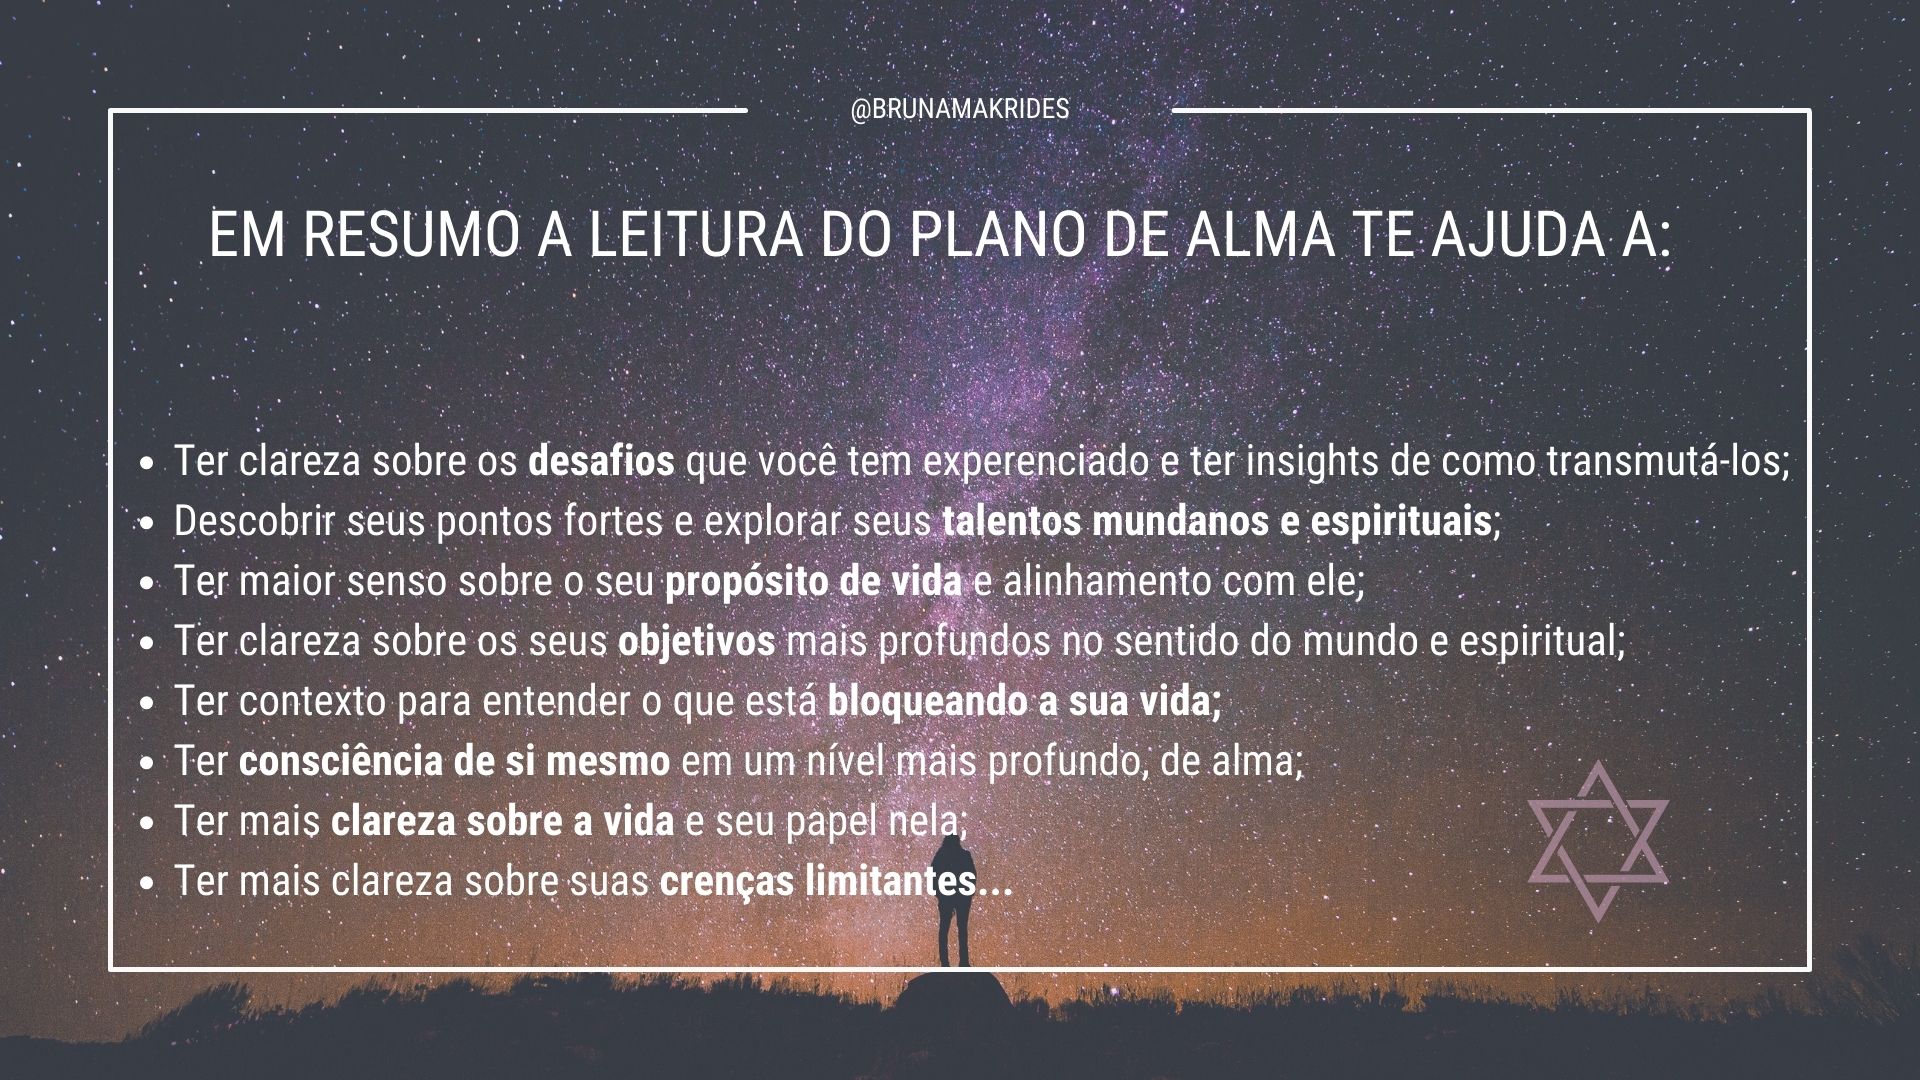 @BRUNAMAKRIDES
EM RESUMO A LEITURA DO PLANO DE ALMA TE AJUDA A:
• Ter clareza sobre os desafios que você tem experenciado e ter insights de como transmutá-los;
• Descobrir seus pontos fortes e explorar seus talentos mundanos e espirituais;
• Ter maior senso sobre o seu propósito de vida e alinhamento com ele;
• Ter clareza sobre os seus objetivos mais profundos no sentido do mundo e espiritual;
• Ter contexto para entender o que está bloqueando a sua vida;
• Ter consciência de si mesmo em um nível mais profundo, de alma;
• Ter mais clareza sobre a vida e seu papel nela;
• Ter mais clareza sobre suas crenças limitantes...